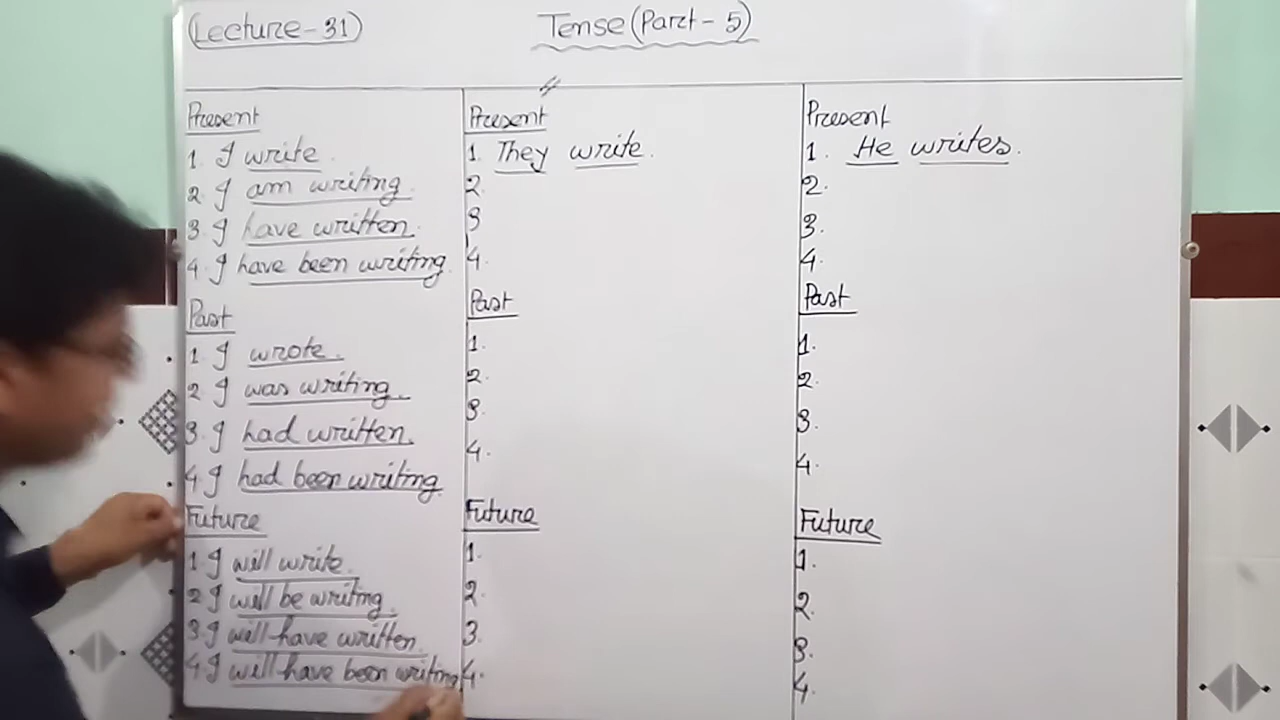 (Lecture-31)
Tense (Part-5)
Present
1. I write.
2. I am writing.
3. I have written.
4. I have been writing.
Past
1. I wrote.
2 I was writing.
3. I had written.
4 I had been writing.
Future
1 I will write.
2 I will be writing.
3 I will have written.
4 I will have been writing
Present
1. They write.
2.
3
4.
Past
1.
2.
3.
4.
Future
1.
2.
3.
4.
Present
1. He writes.
2.
3.
4.
Past
1.
2.
3.
4.
Future
1.
2.
3.
4.